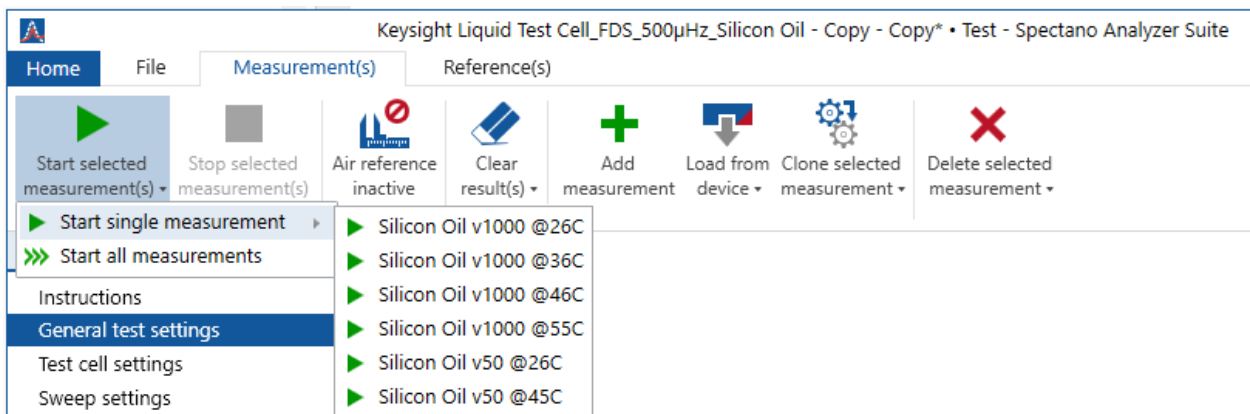 Keysight Liquid Test Cell_FDS_500µHz_Silicon Oil - Copy - Copy* • Test - Spectano Analyzer Suite
Home File Measurement(s) Reference(s)
Start selected measurement(s)
Stop selected measurement(s)
Air reference inactive
Clear result(s)
Add measurement
Load from device
Clone selected measurement
Delete selected measurement
Start single measurement
Start all measurements
Silicon Oil v1000 @26C
Silicon Oil v1000 @36C
Silicon Oil v1000 @46C
Silicon Oil v1000 @55C
Silicon Oil v50 @26C
Silicon Oil v50 @45C
Instructions
General test settings
Test cell settings
Sweep settings